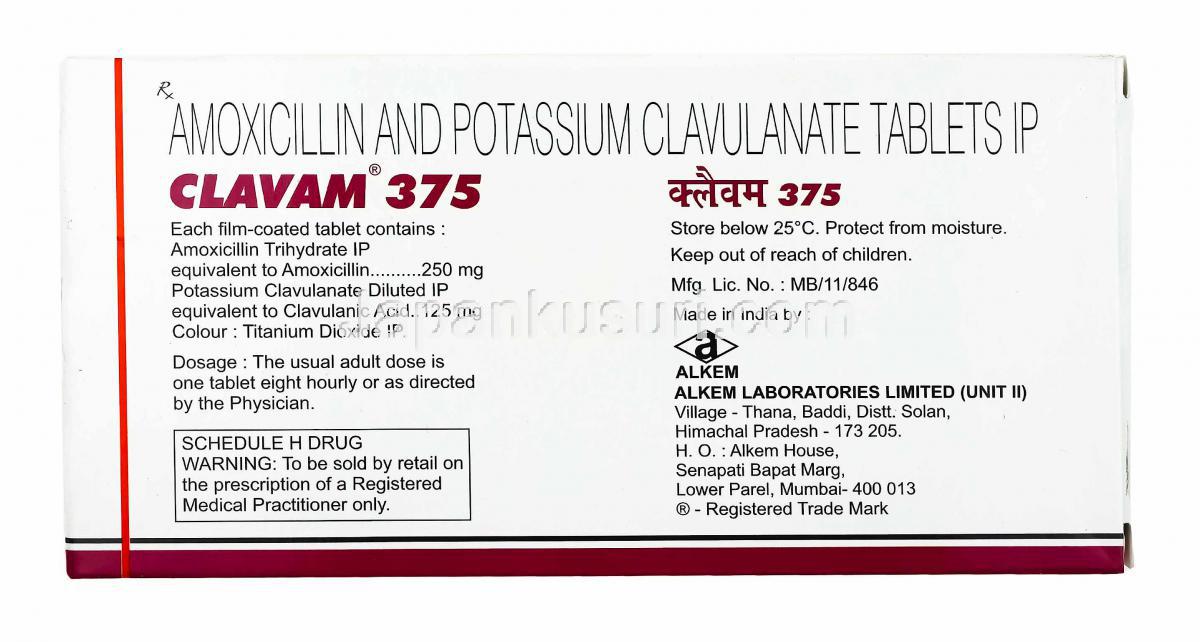 Rx
AMOXICILLIN AND POTASSIUM CLAVULANATE TABLETS IP
CLAVAM® 375
Each film-coated tablet contains :
Amoxicillin Trihydrate IP
equivalent to Amoxicillin..........250 mg
Potassium Clavulanate Diluted IP
equivalent to Clavulanic Acid..125 mg
Colour : Titanium Dioxide IP.
Dosage : The usual adult dose is
one tablet eight hourly or as directed
by the Physician.
SCHEDULE H DRUG
WARNING: To be sold by retail on
the prescription of a Registered
Medical Practitioner only.
क्लैवम 375
Store below 25°C. Protect from moisture.
Keep out of reach of children.
Mfg. Lic. No. : MB/11/846
Made in India by :
a
ALKEM
ALKEM LABORATORIES LIMITED (UNIT II)
Village - Thana, Baddi, Distt. Solan,
Himachal Pradesh - 173 205.
H. O. : Alkem House,
Senapati Bapat Marg,
Lower Parel, Mumbai- 400 013
® - Registered Trade Mark
Japankusuri.com